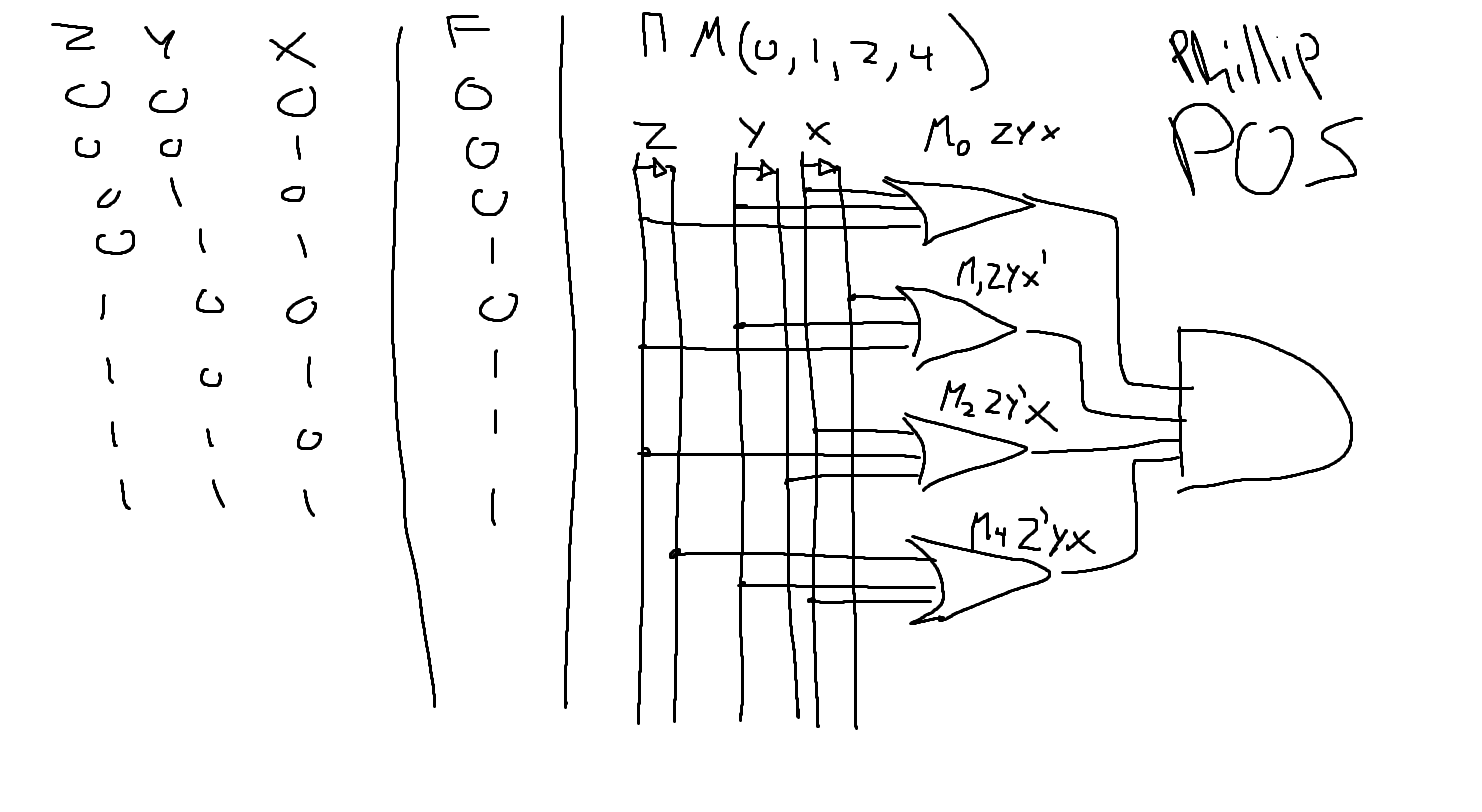 Z Y X F
0 0 0 0
0 0 1 0
0 1 0 0
0 1 1 1
1 0 0 0
1 0 1 1
1 1 0 1
1 1 1 1
Π M(0,1,2,4)
Z Y X
M₀ ZYX
M₁ZYX'
M₂ ZY'X
M₄ Z'YX
Phillip
POS